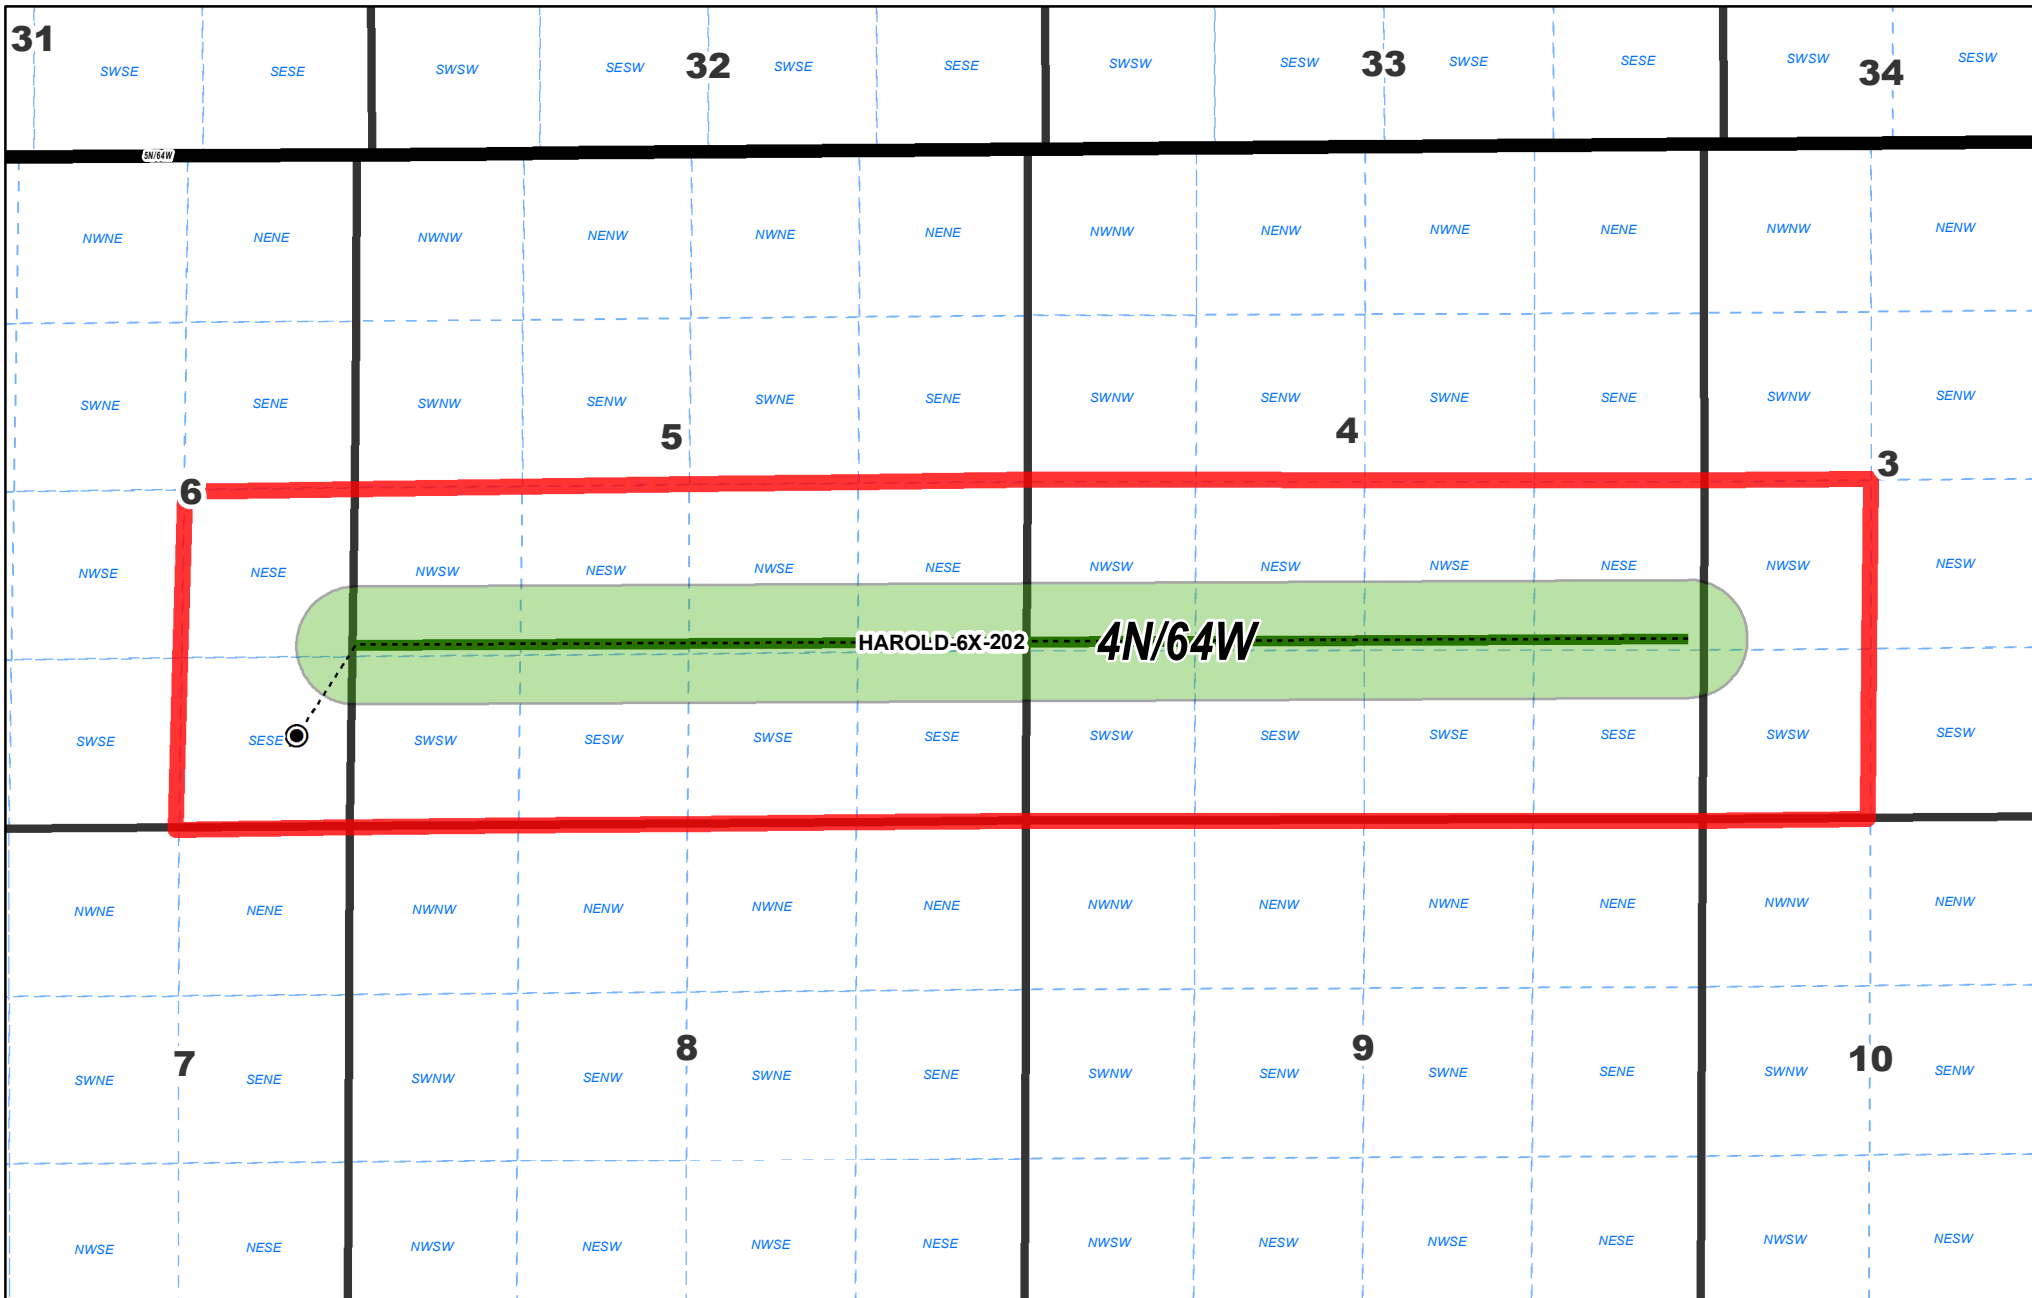 31 SWSE SESE SWSW SESW 32 SWSE SESE SWSW SESW 33 SWSE SESE SWSW 34 SESW
5N/64W
NWNE NENE NWNW NENW NWNE NENE NWNW NENW NWNE NENE NWNW NENW
SWNE SENE SWNW SENW SWNE SENE SWNW SENW SWNE SENE SWNW SENW
5 4
6 3
NWSE NESE NWSW NESW NWSE NESE NWSW NESW NWSE NESE NWSW NESW
HAROLD-6X-202 4N/64W
SWSE SESE SWSW SESW SWSE SESE SWSW SESW SWSE SESE SWSW SESW
NWNE NENE NWNW NENW NWNE NENE NWNW NENW NWNE NENE NWNW NENW
7 8 9 10
SWNE SENE SWNW SENW SWNE SENE SWNW SENW SWNE SENE SWNW SENW
NWSE NESE NWSW NESW NWSE NESE NWSW NESW NWSE NESE NWSW NESW